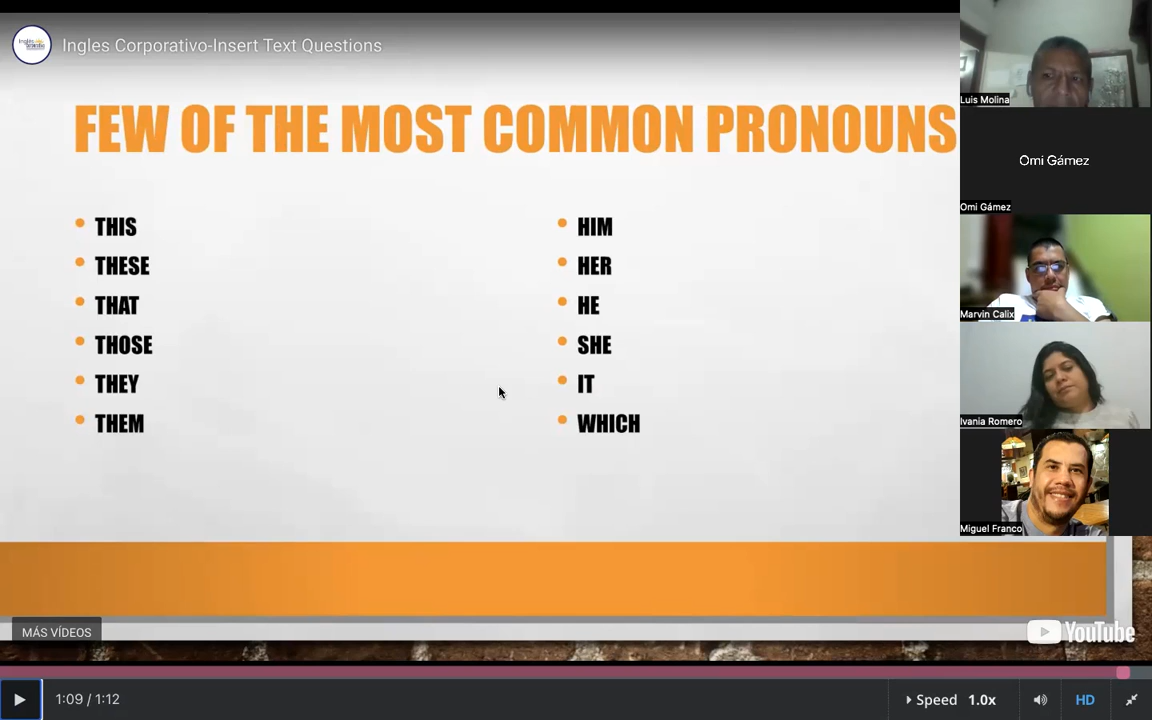 Ingles Corporativo-Insert Text Questions
FEW OF THE MOST COMMON PRONOUNS
THIS
THESE
THAT
THOSE
THEY
THEM
HIM
HER
HE
SHE
IT
WHICH
Luis Molina
Omi Gámez
Omi Gámez
Marvin Calix
Ivania Romero
Miguel Franco
MÁS VÍDEOS
YouTube
1:09 / 1:12
Speed 1.0x
HD